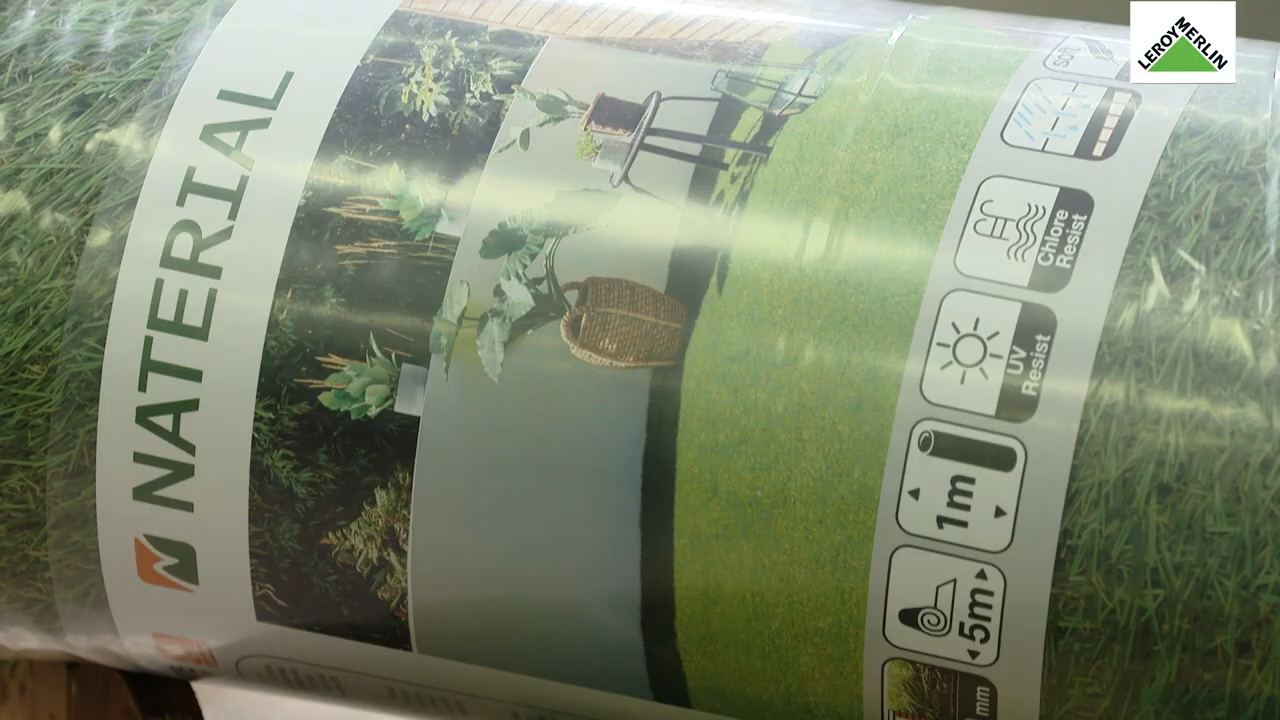 LEROY MERLIN
NATERIAL
soft
Chlore
Resist
UV
Resist
1m
5m
mm